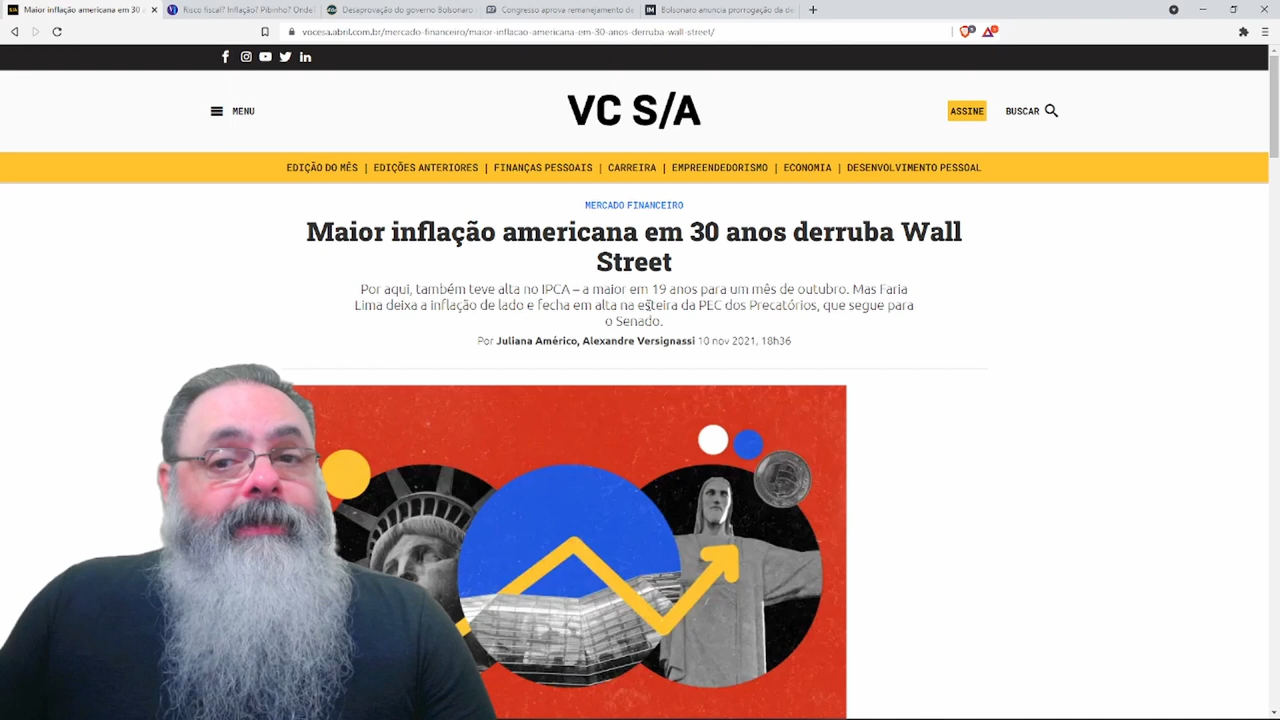 Maior inflação americana em 30 a
Risco fiscal? Inflação? Pibinho? Onde
Desaprovação do governo Bolsonaro
Congresso aprova remanejamento de
Bolsonaro anuncia prorrogação da de
vocesa.abril.com.br/mercado-financeiro/maior-inflacao-americana-em-30-anos-derruba-wall-street/
MENU
VC S/A
ASSINE
BUSCAR
EDIÇÃO DO MÊS | EDIÇÕES ANTERIORES | FINANÇAS PESSOAIS | CARREIRA | EMPREENDEDORISMO | ECONOMIA | DESENVOLVIMENTO PESSOAL
MERCADO FINANCEIRO
Maior inflação americana em 30 anos derruba Wall
Street
Por aqui, também teve alta no IPCA – a maior em 19 anos para um mês de outubro. Mas Faria
Lima deixa a inflação de lado e fecha em alta na esteira da PEC dos Precatórios, que segue para
o Senado.
Por Juliana Américo, Alexandre Versignassi 10 nov 2021, 18h36